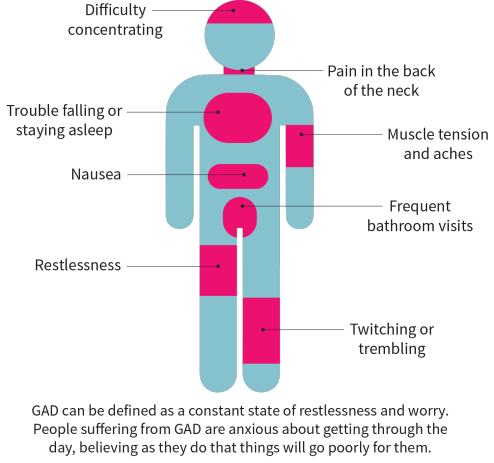 Difficulty
concentrating
Pain in the back
of the neck
Trouble falling or
staying asleep
Muscle tension
and aches
Nausea
Frequent
bathroom visits
Restlessness
Twitching or
trembling
GAD can be defined as a constant state of restlessness and worry.
People suffering from GAD are anxious about getting through the
day, believing as they do that things will go poorly for them.